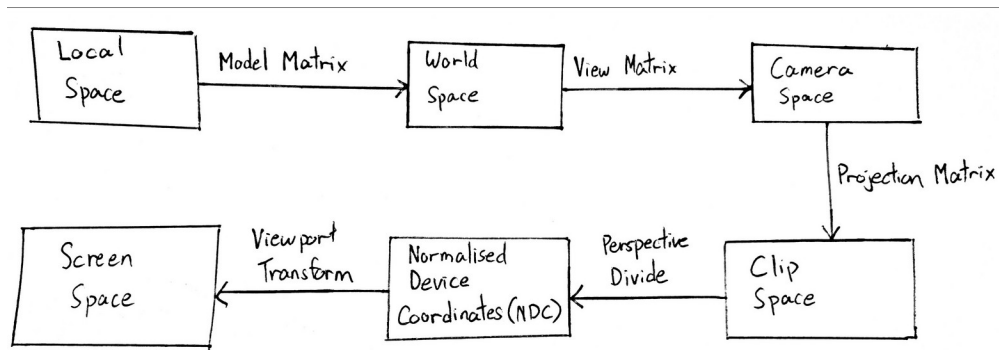 Local
Space
Model Matrix
World
Space
View Matrix
Camera
Space
Projection Matrix
Clip
Space
Perspective
Divide
Normalised
Device
Coordinates (NDC)
Viewport
Transform
Screen
Space